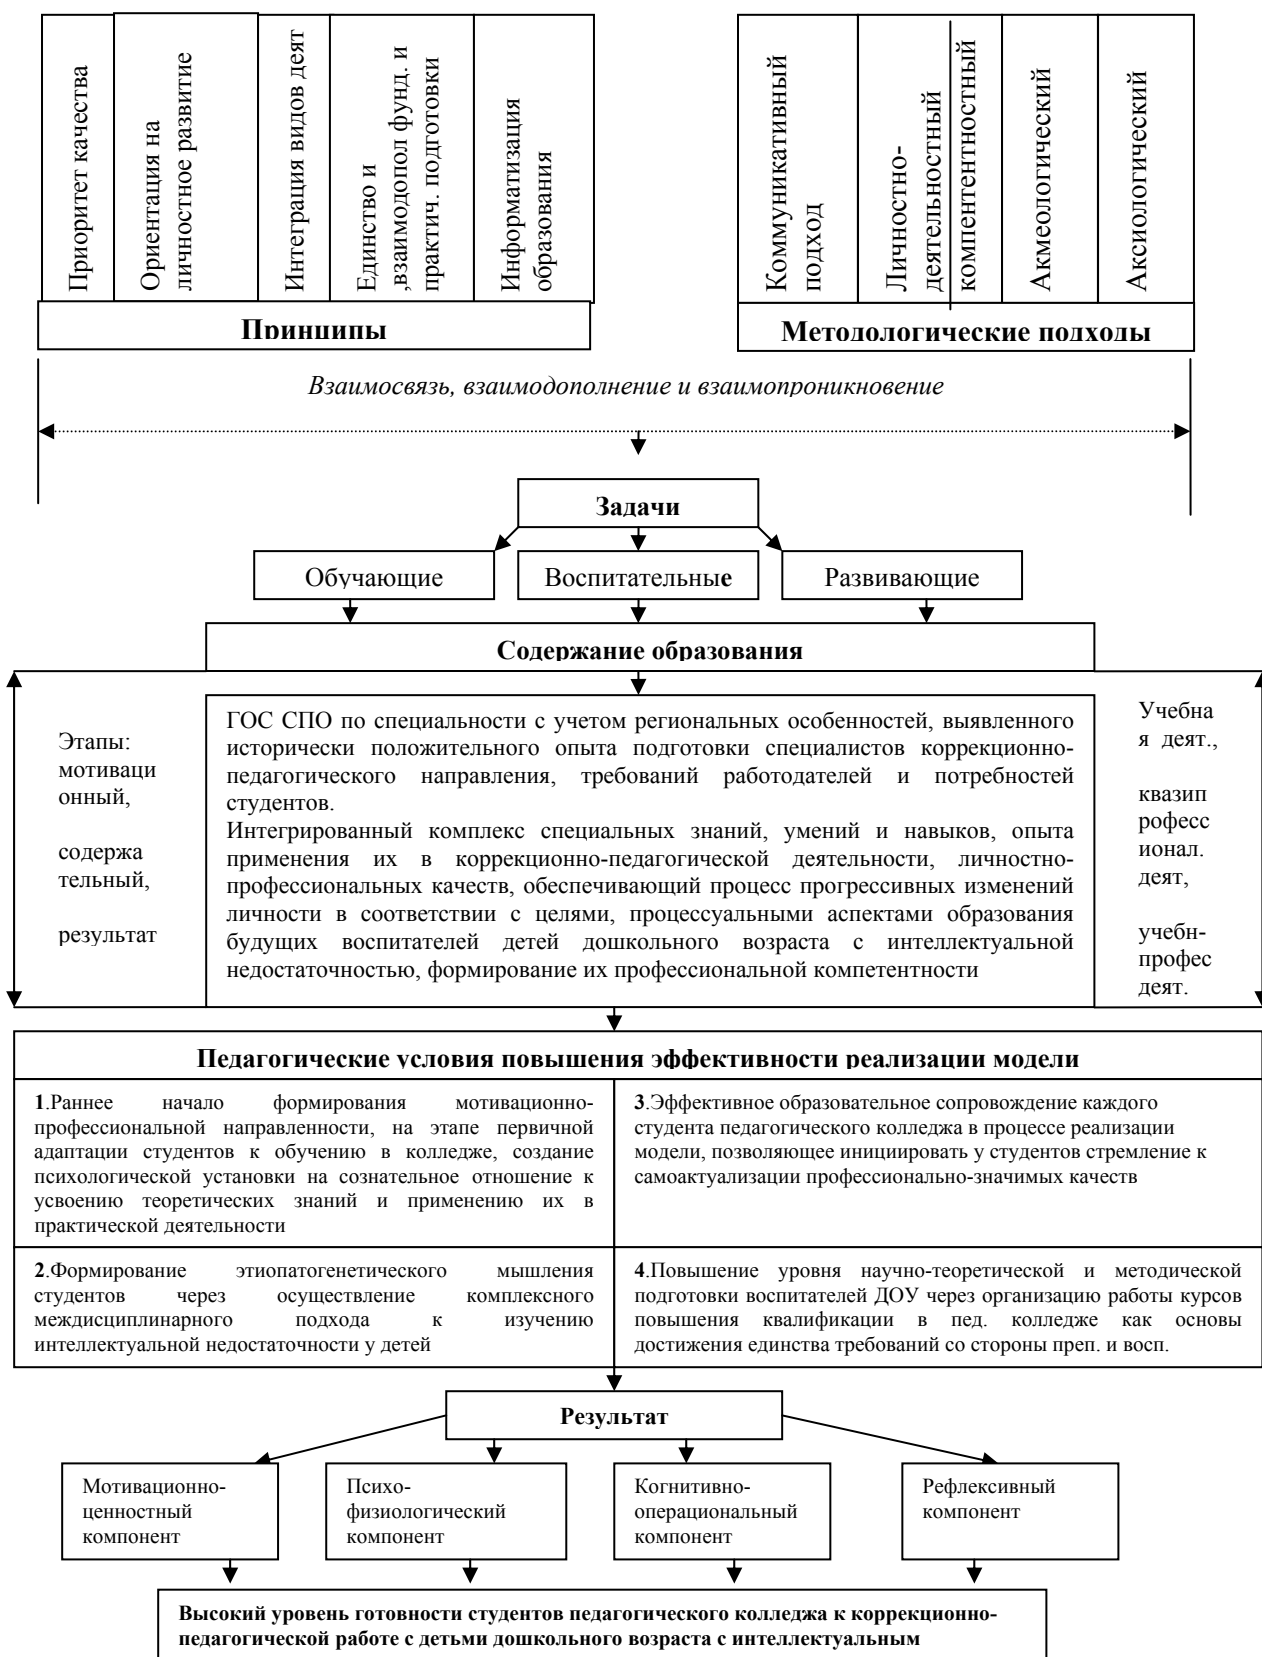 Приоритет качества
Ориентация на
личностное развитие
Интеграция видов деят
Единство и
,взаимодопол фунд. и
практич. подготовки
Информатизация
образования
Принципы
Коммуникативный
подход
Личностно-
деятельностный
компентентностный
Акмеологический
Аксиологический
Методологические подходы
Взаимосвязь, взаимодополнение и взаимопроникновение
Задачи
Обучающие
Воспитательные
Развивающие
Содержание образования
Этапы:
мотиваци
онный,
содержа
тельный,
результат
ГОС СПО по специальности с учетом региональных особенностей, выявленного
исторически положительного опыта подготовки специалистов коррекционно-
педагогического направления, требований работодателей и потребностей
студентов.
Интегрированный комплекс специальных знаний, умений и навыков, опыта
применения их в коррекционно-педагогической деятельности, личностно-
профессиональных качеств, обеспечивающий процесс прогрессивных изменений
личности в соответствии с целями, процессуальными аспектами образования
будущих воспитателей детей дошкольного возраста с интеллектуальной
недостаточностью, формирование их профессиональной компетентности
Учебна
я деят.,
квазип
рофесс
ионал.
деят,
учебн-
профес
деят.
Педагогические условия повышения эффективности реализации модели
1.Раннее начало формирования мотивационно-
профессиональной направленности, на этапе первичной
адаптации студентов к обучению в колледже, создание
психологической установки на сознательное отношение к
усвоению теоретических знаний и применению их в
практической деятельности
3.Эффективное образовательное сопровождение каждого
студента педагогического колледжа в процессе реализации
модели, позволяющее инициировать у студентов стремление к
самоактуализации профессионально-значимых качеств
2.Формирование этиопатогенетического мышления
студентов через осуществление комплексного
междисциплинарного подхода к изучению
интеллектуальной недостаточности у детей
4.Повышение уровня научно-теоретической и методической
подготовки воспитателей ДОУ через организацию работы курсов
повышения квалификации в пед. колледже как основы
достижения единства требований со стороны преп. и восп.
Результат
Мотивационно-
ценностный
компонент
Психо-
физиологический
компонент
Когнитивно-
операциональный
компонент
Рефлексивный
компонент
Высокий уровень готовности студентов педагогического колледжа к коррекционно-
педагогической работе с детьми дошкольного возраста с интеллектуальным